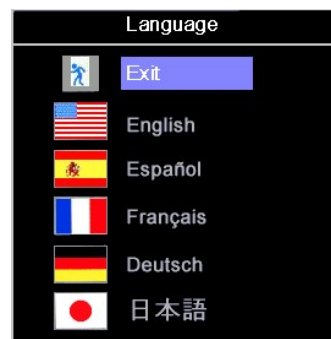 Language
Exit
English
Español
Français
Deutsch
日本語